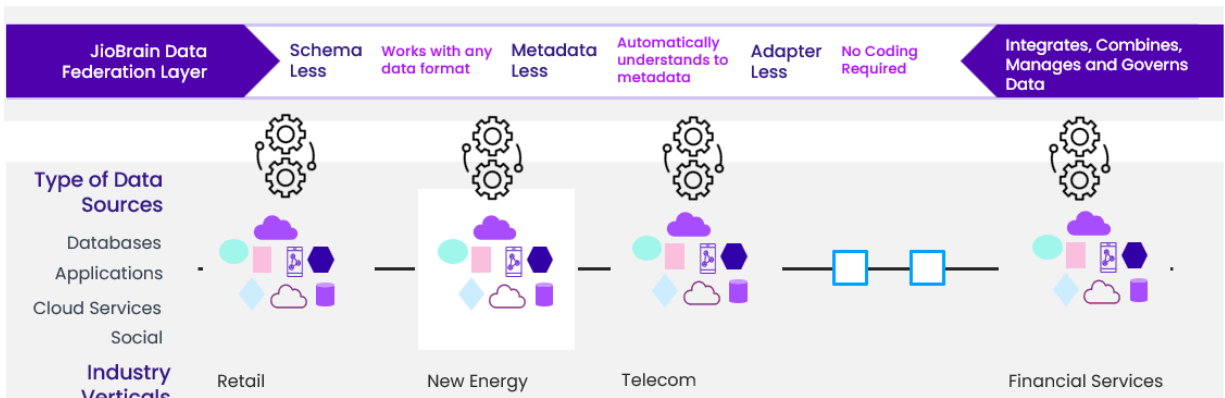 JioBrain Data
Federation Layer
Schema
Less
Works with any
data format
Metadata
Less
Automatically
understands to
metadata
Adapter
Less
No Coding
Required
Integrates, Combines,
Manages and Governs
Data
Type of Data
Sources
Databases
Applications
Cloud Services
Social
Industry
Verticals
Retail
New Energy
Telecom
Financial Services